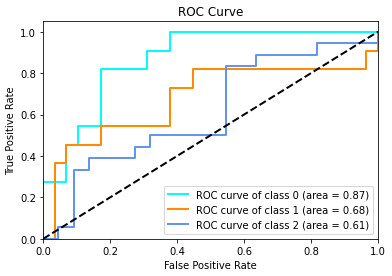 ROC Curve
True Positive Rate
1.0
0.8
0.6
0.4
0.2
0.0
ROC curve of class 0 (area = 0.87)
ROC curve of class 1 (area = 0.68)
ROC curve of class 2 (area = 0.61)
0.0 0.2 0.4 0.6 0.8 1.0
False Positive Rate